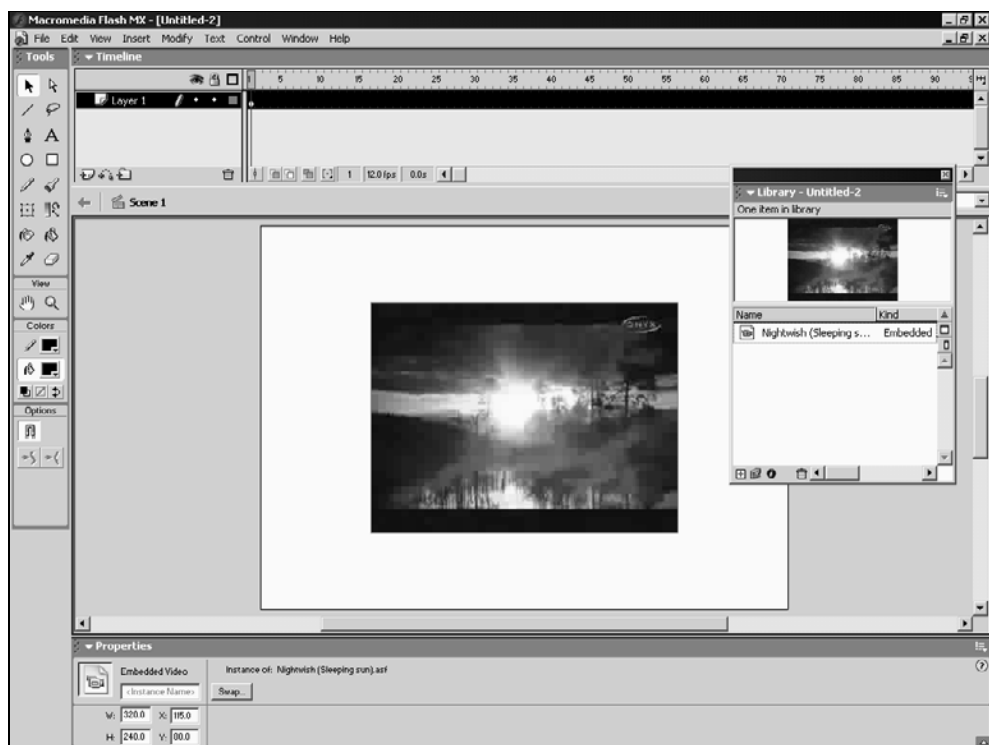 Macromedia Flash MX - [Untitled-2]
File Edit View Insert Modify Text Control Window Help
Tools
Timeline
1 5 10 15 20 25 30 35 40 45 50 55 60 65 70 75 80 85 90
Layer 1
1 12.0 fps 0.0s
Scene 1
Library - Untitled-2
One item in library
Name Kind
Nightwish (Sleeping s... Embedded
View
Colors
Options
ONYX
Properties
Embedded Video
Instance of: Nightwish (Sleeping sun).asf
<Instance Name>
Swap...
W: 320.0 X: 115.0
H: 240.0 Y: 80.0